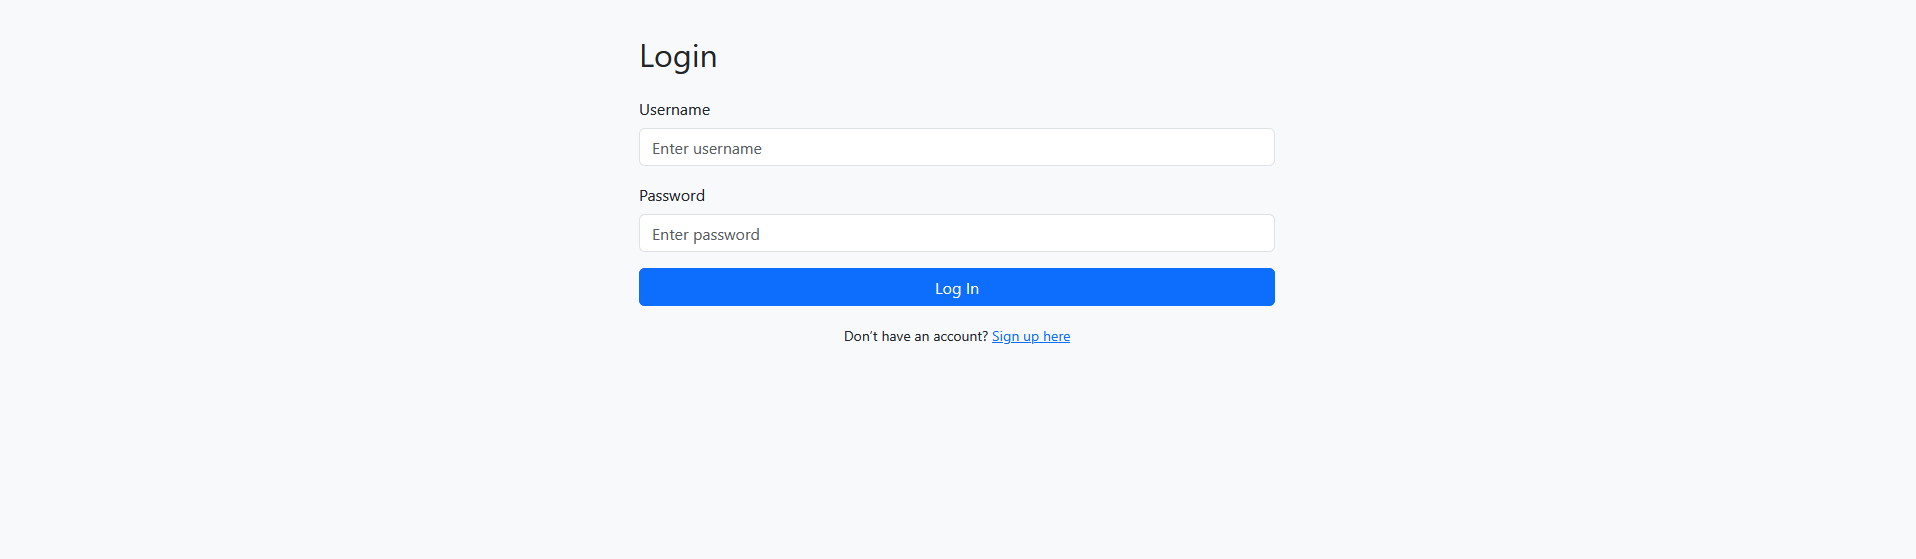 Login
Username
Enter username
Password
Enter password
Log In
Don't have an account? Sign up here